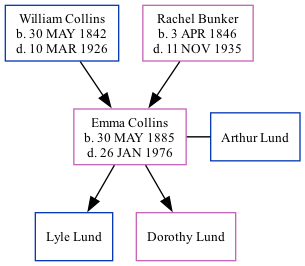 William Collins
b. 30 MAY 1842
d. 10 MAR 1926
Rachel Bunker
b. 3 APR 1846
d. 11 NOV 1935
Emma Collins
b. 30 MAY 1885
d. 26 JAN 1976
Arthur Lund
Lyle Lund
Dorothy Lund